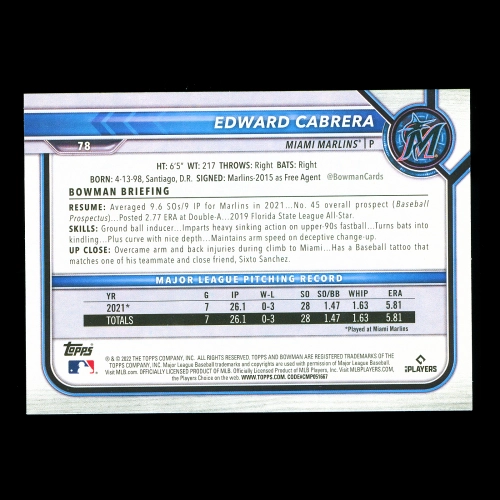 EDWARD CABRERA
78
MIAMI MARLINS® P
M
HT: 6'5" WT: 217 THROWS: Right BATS: Right
BORN: 4-13-98, Santiago, D.R. SIGNED: Marlins-2015 as Free Agent @BowmanCards
BOWMAN BRIEFING
RESUME: Averaged 9.6 SOs/9 IP for Marlins in 2021...No. 45 overall prospect (Baseball
Prospectus)...Posted 2.77 ERA at Double-A...2019 Florida State League All-Star.
SKILLS: Ground ball inducer...Imparts heavy sinking action on upper-90s fastball...Turns bats into
kindling...Plus curve with nice depth...Maintains arm speed on deceptive change-up.
UP CLOSE: Overcame arm and back injuries during climb to Miami...Has a Baseball tattoo that
matches one of his teammate and close friend, Sixto Sanchez.
MAJOR LEAGUE PITCHING RECORD
YR G IP W-L SO SO/BB WHIP ERA
2021* 7 26.1 0-3 28 1.47 1.63 5.81
TOTALS 7 26.1 0-3 28 1.47 1.63 5.81
*Played at Miami Marlins
Topps
® & © 2022 THE TOPPS COMPANY, INC. ALL RIGHTS RESERVED. TOPPS AND BOWMAN ARE REGISTERED TRADEMARKS OF THE
TOPPS COMPANY, INC. Major League Baseball trademarks and copyrights are used with permission of Major League Baseball.
Visit MLB.com. OFFICIALLY LICENSED PRODUCT OF MLB. Officially Licensed Product of MLB Players, Inc. Visit MLBPLAYERS.COM,
the Players Choice on the web. WWW.TOPPS.COM. CODE#CMP051667
PLAYERS